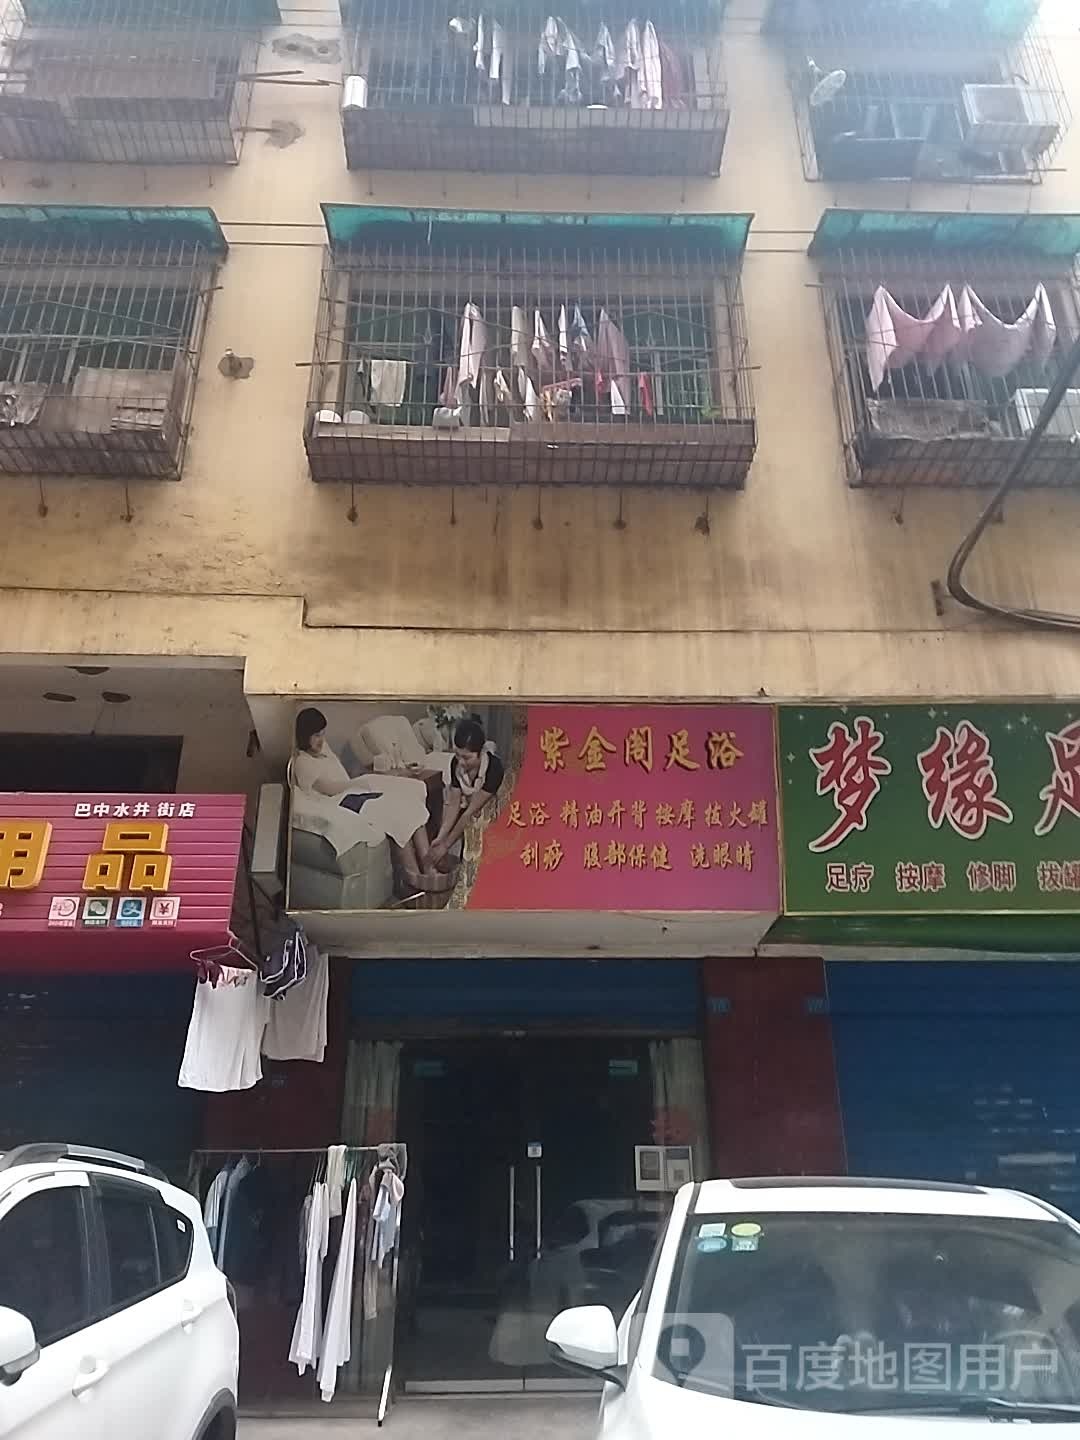 巴中水井街店
用品
紫金阁足浴
足浴 精油开背 按摩 拔火罐
刮痧 腹部保健 洗眼睛
梦缘足
足疗 按摩 修脚 拔罐
百度地图用户